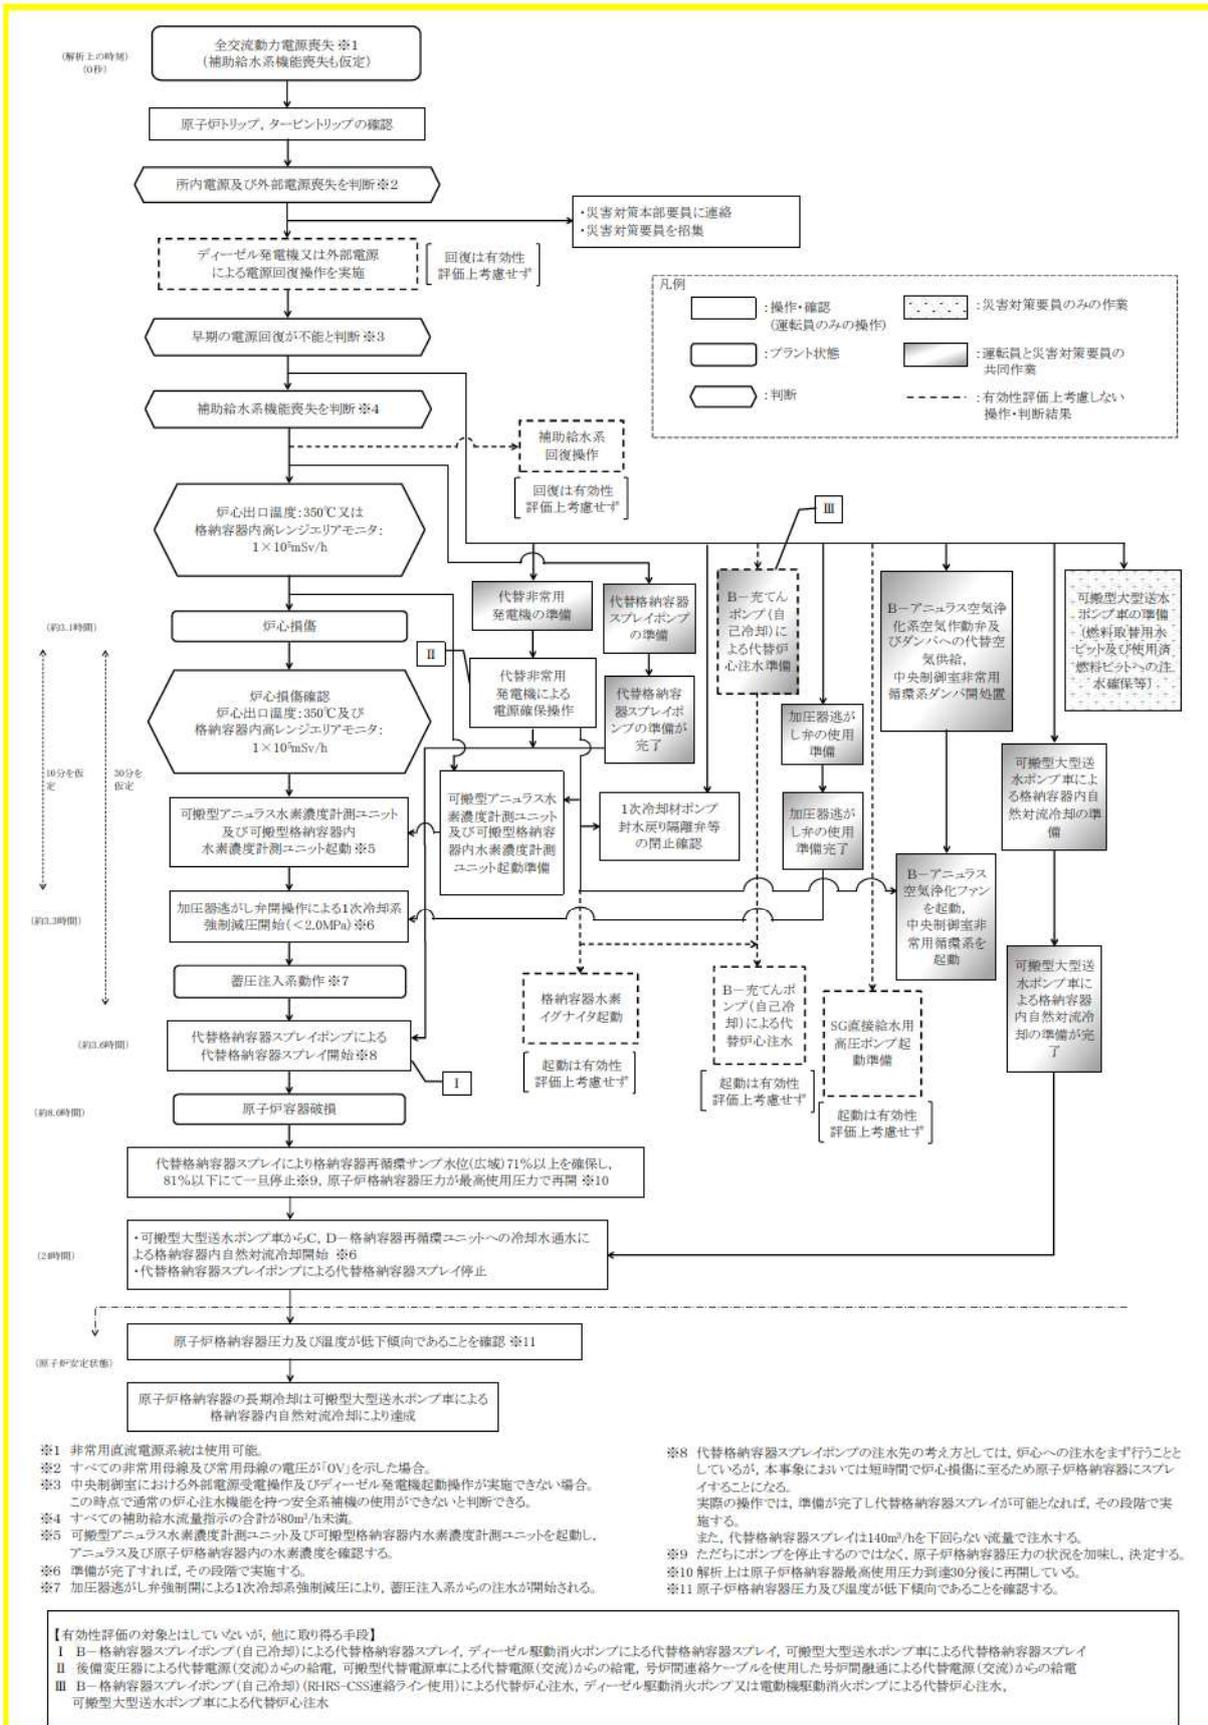 (解析上の時刻)
(0秒)
全交流動力電源喪失※1
(補助給水系機能喪失も仮定)
原子炉トリップ，タービントリップの確認
所内電源及び外部電源喪失を判断※2
・災害対策本部要員に連絡
・災害対策要員を招集
ディーゼル発電機又は外部電源
による電源回復操作を実施
回復は有効性
評価上考慮せず
早期の電源回復が不能と判断※3
凡例
：操作・確認
(運転員のみの操作)
：災害対策要員のみの作業
：プラント状態
：運転員と災害対策要員の
共同作業
：判断
：有効性評価上考慮しない
操作・判断結果
補助給水系機能喪失を判断※4
補助給水系
回復操作
回復は有効性
評価上考慮せず
Ⅲ
炉心出口温度：350℃又は
格納容器内高レンジエリアモニタ：
1×10⁵mSv/h
代替非常用
発電機の準備
代替格納容器
スプレイポンプ
の準備
B－充てん
ポンプ(自
己冷却)に
よる代替炉
心注水準備
B－アニュラス空気浄
化系空気作動弁及
びダンパへの代替空
気供給，
中央制御室非常用
循環系ダンパ開処置
可搬型大型送水
ポンプ車の準備
(燃料取替用水
ピット及び使用済
燃料ピットへの注
水確保等)
(約3.1時間)
炉心損傷
Ⅱ
代替非常用
発電機による
電源確保操作
代替格納容
器スプレイポ
ンプの準備が
完了
炉心損傷確認
炉心出口温度：350℃及び
格納容器内高レンジエリアモニタ：
1×10⁵mSv/h
加圧器逃が
し弁の使用
準備
10分を仮
定
30分を
仮定
可搬型アニュラス水素濃度計測ユニット
及び可搬型格納容器内
水素濃度計測ユニット起動※5
可搬型アニュラス水
素濃度計測ユニット
及び可搬型格納容
器内水素濃度計測
ユニット起動準備
1次冷却材ポンプ
封水戻り隔離弁等
の閉止確認
加圧器逃が
し弁の使用
準備完了
可搬型大型送
水ポンプ車によ
る格納容器内自
然対流冷却の準
備
B－アニュラス
空気浄化ファン
を起動，
中央制御室非
常用循環系を
起動
(約3.3時間)
加圧器逃がし弁開操作による1次冷却系
強制減圧開始(＜2.0MPa)※6
蓄圧注入系動作※7
格納容器水素
イグナイタ起動
起動は有効性
評価上考慮せず
B－充てんポ
ンプ(自己冷
却)による代
替炉心注水
起動は有効性
評価上考慮せず
SG直接給水用
高圧ポンプ起
動準備
起動は有効性
評価上考慮せず
可搬型大型送
水ポンプ車によ
る格納容器内自
然対流冷却
の準備が完
了
(約3.6時間)
代替格納容器スプレイポンプによる
代替格納容器スプレイ開始※8
Ⅰ
(約8.0時間)
原子炉容器破損
代替格納容器スプレイにより格納容器再循環サンプ水位(広域)71%以上を確保し，
81%以下にて一旦停止※9，原子炉格納容器圧力が最高使用圧力で再開 ※10
(24時間)
・可搬型大型送水ポンプ車からC，D－格納容器再循環ユニットへの冷却水通水に
よる格納容器内自然対流冷却開始 ※6
・代替格納容器スプレイポンプによる代替格納容器スプレイ停止
原子炉格納容器圧力及び温度が低下傾向であることを確認 ※11
(原子炉安定状態)
原子炉格納容器の長期冷却は可搬型大型送水ポンプ車による
格納容器内自然対流冷却により達成
※1 非常用直流電源系統は使用可能。
※2 すべての非常用母線及び常用母線の電圧が「0V」を示した場合。
※3 中央制御室における外部電源受電操作及びディーゼル発電機起動操作が実施できない場合。
この時点で通常の炉心注水機能を持つ安全系補機の使用ができないと判断できる。
※4 すべての補助給水流量指示の合計が80m³/h未満。
※5 可搬型アニュラス水素濃度計測ユニット及び可搬型格納容器内水素濃度計測ユニットを起動し，
アニュラス及び原子炉格納容器内の水素濃度を確認する。
※6 準備が完了すれば，その段階で実施する。
※7 加圧器逃がし弁強制開による1次冷却系強制減圧により，蓄圧注入系からの注水が開始される。
※8 代替格納容器スプレイポンプの注水先の考え方としては，炉心への注水をまず行うことと
しているが，本事象においては短時間で炉心損傷に至るため原子炉格納容器にスプレ
イすることになる。
実際の操作では，準備が完了し代替格納容器スプレイが可能となれば，その段階で実
施する。
また，代替格納容器スプレイは140m³/hを下回らない流量で注水する。
※9 ただちにポンプを停止するのではなく，原子炉格納容器圧力の状況を加味し，決定する。
※10 解析上は原子炉格納容器最高使用圧力到達30分後に再開している。
※11 原子炉格納容器圧力及び温度が低下傾向であることを確認する。
【有効性評価の対象とはしていないが，他に取り得る手段】
Ⅰ B－格納容器スプレイポンプ(自己冷却)による代替格納容器スプレイ，ディーゼル駆動消火ポンプによる代替格納容器スプレイ，可搬型大型送水ポンプ車による代替格納容器スプレイ
Ⅱ 後備変圧器による代替電源(交流)からの給電，可搬型代替電源車による代替電源(交流)からの給電，号炉間連絡ケーブルを使用した号炉間融通による代替電源(交流)からの給電
Ⅲ B－格納容器スプレイポンプ(自己冷却)(RHRS-CSS連絡ライン使用)による代替炉心注水，ディーゼル駆動消火ポンプ又は電動機駆動消火ポンプによる代替炉心注水，
可搬型大型送水ポンプ車による代替炉心注水